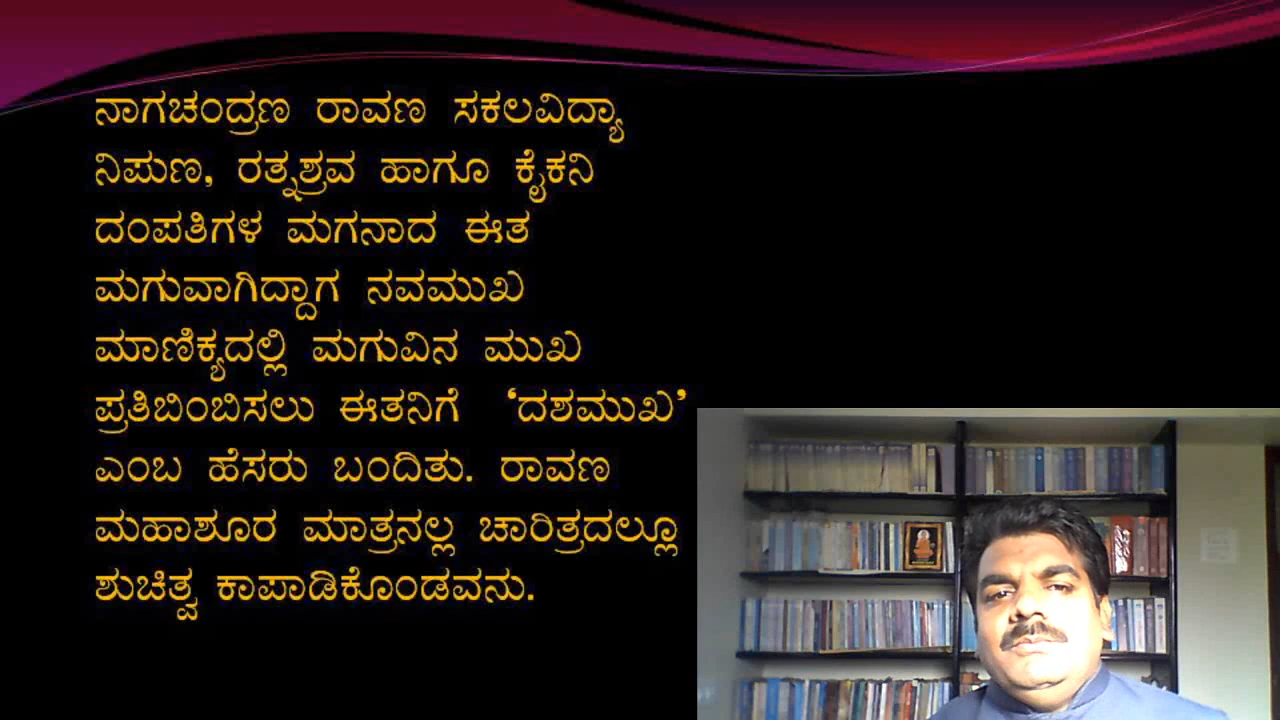 ನಾಗಚಂದ್ರಣ ರಾವಣ ಸಕಲವಿದ್ಯಾ
ನಿಪುಣ, ರತ್ನಶ್ರವ ಹಾಗೂ ಕೈಕನಿ
ದಂಪತಿಗಳ ಮಗನಾದ ಈತ
ಮಗುವಾಗಿದ್ದಾಗ ನವಮುಖ
ಮಾಣಿಕ್ಯದಲ್ಲಿ ಮಗುವಿನ ಮುಖ
ಪ್ರತಿಬಿಂಬಿಸಲು ಈತನಿಗೆ ‘ದಶಮುಖ’
ಎಂಬ ಹೆಸರು ಬಂದಿತು. ರಾವಣ
ಮಹಾಶೂರ ಮಾತ್ರನಲ್ಲ ಚಾರಿತ್ರದಲ್ಲೂ
ಶುಚಿತ್ವ ಕಾಪಾಡಿಕೊಂಡವನು.